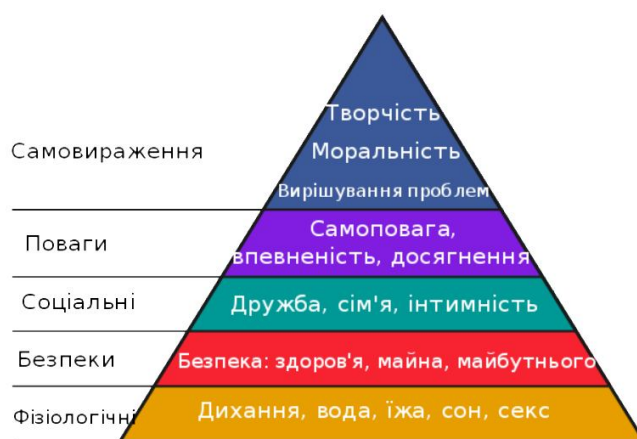 Творчість
Самовираження
Моральність
Вирішування проблем
Поваги
Самоповага,
впевненість, досягнення
Соціальні
Дружба, сім'я, інтимність
Безпеки
Безпека: здоров'я, майна, майбутнього
Фізіологічні
Дихання, вода, їжа, сон, секс